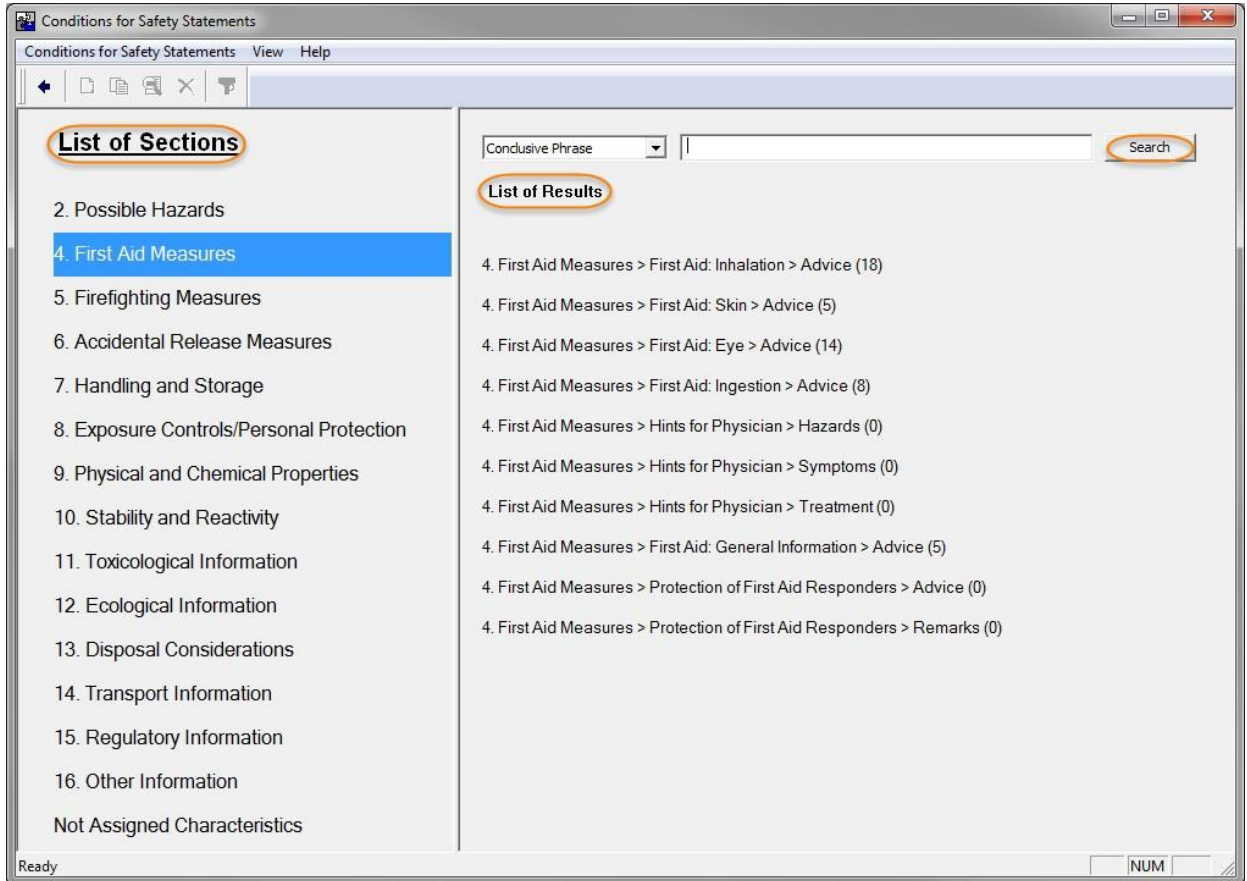 Conditions for Safety Statements
Conditions for Safety Statements View Help
List of Sections
2. Possible Hazards
4. First Aid Measures
5. Firefighting Measures
6. Accidental Release Measures
7. Handling and Storage
8. Exposure Controls/Personal Protection
9. Physical and Chemical Properties
10. Stability and Reactivity
11. Toxicological Information
12. Ecological Information
13. Disposal Considerations
14. Transport Information
15. Regulatory Information
16. Other Information
Not Assigned Characteristics
Conclusive Phrase Search
List of Results
4. First Aid Measures > First Aid: Inhalation > Advice (18)
4. First Aid Measures > First Aid: Skin > Advice (5)
4. First Aid Measures > First Aid: Eye > Advice (14)
4. First Aid Measures > First Aid: Ingestion > Advice (8)
4. First Aid Measures > Hints for Physician > Hazards (0)
4. First Aid Measures > Hints for Physician > Symptoms (0)
4. First Aid Measures > Hints for Physician > Treatment (0)
4. First Aid Measures > First Aid: General Information > Advice (5)
4. First Aid Measures > Protection of First Aid Responders > Advice (0)
4. First Aid Measures > Protection of First Aid Responders > Remarks (0)
Ready NUM